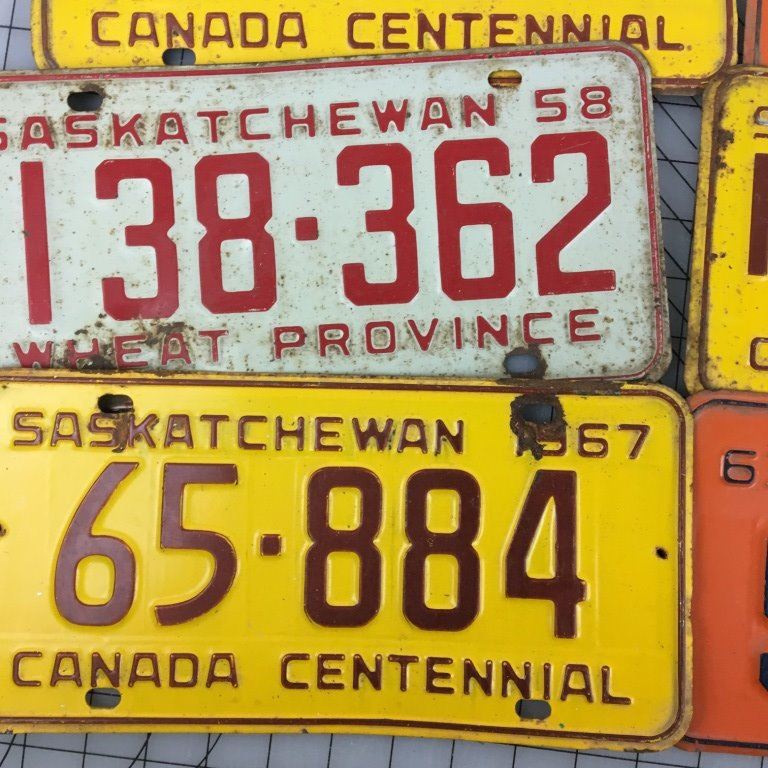 CANADA CENTENNIAL
SASKATCHEWAN 58
138·362
WHEAT PROVINCE
SASKATCHEWAN 1967
65·884
CANADA CENTENNIAL